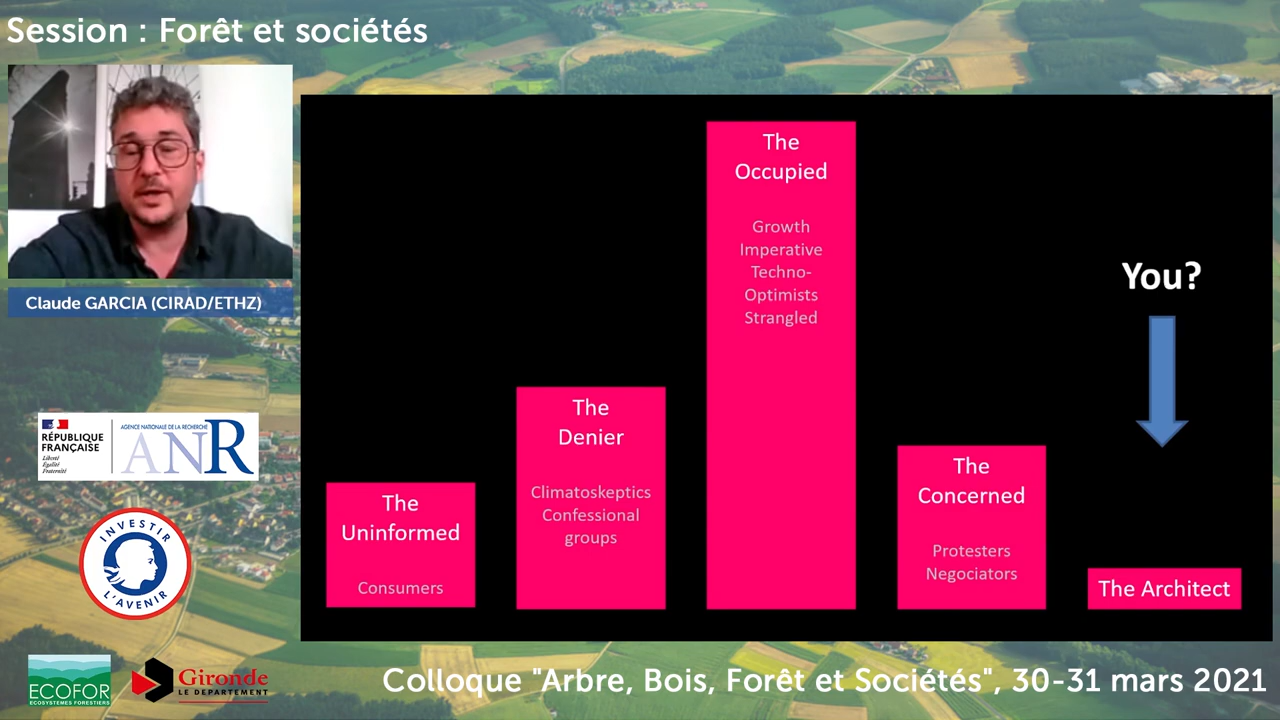 Session : Forêt et sociétés
Claude GARCIA (CIRAD/ETHZ)
RÉPUBLIQUE
FRANÇAISE
Liberté
Égalité
Fraternité
AGENCE NATIONALE DE LA RECHERCHE
ANR
INVESTIR
L'AVENIR
ECOFOR
ECOSYSTEMES FORESTIERS
Gironde
LE DEPARTEMENT
The
Uninformed
Consumers
The
Denier
Climatoskeptics
Confessional
groups
The
Occupied
Growth
Imperative
Techno-
Optimists
Strangled
The
Concerned
Protesters
Negociators
You?
The Architect
Colloque "Arbre, Bois, Forêt et Sociétés", 30-31 mars 2021